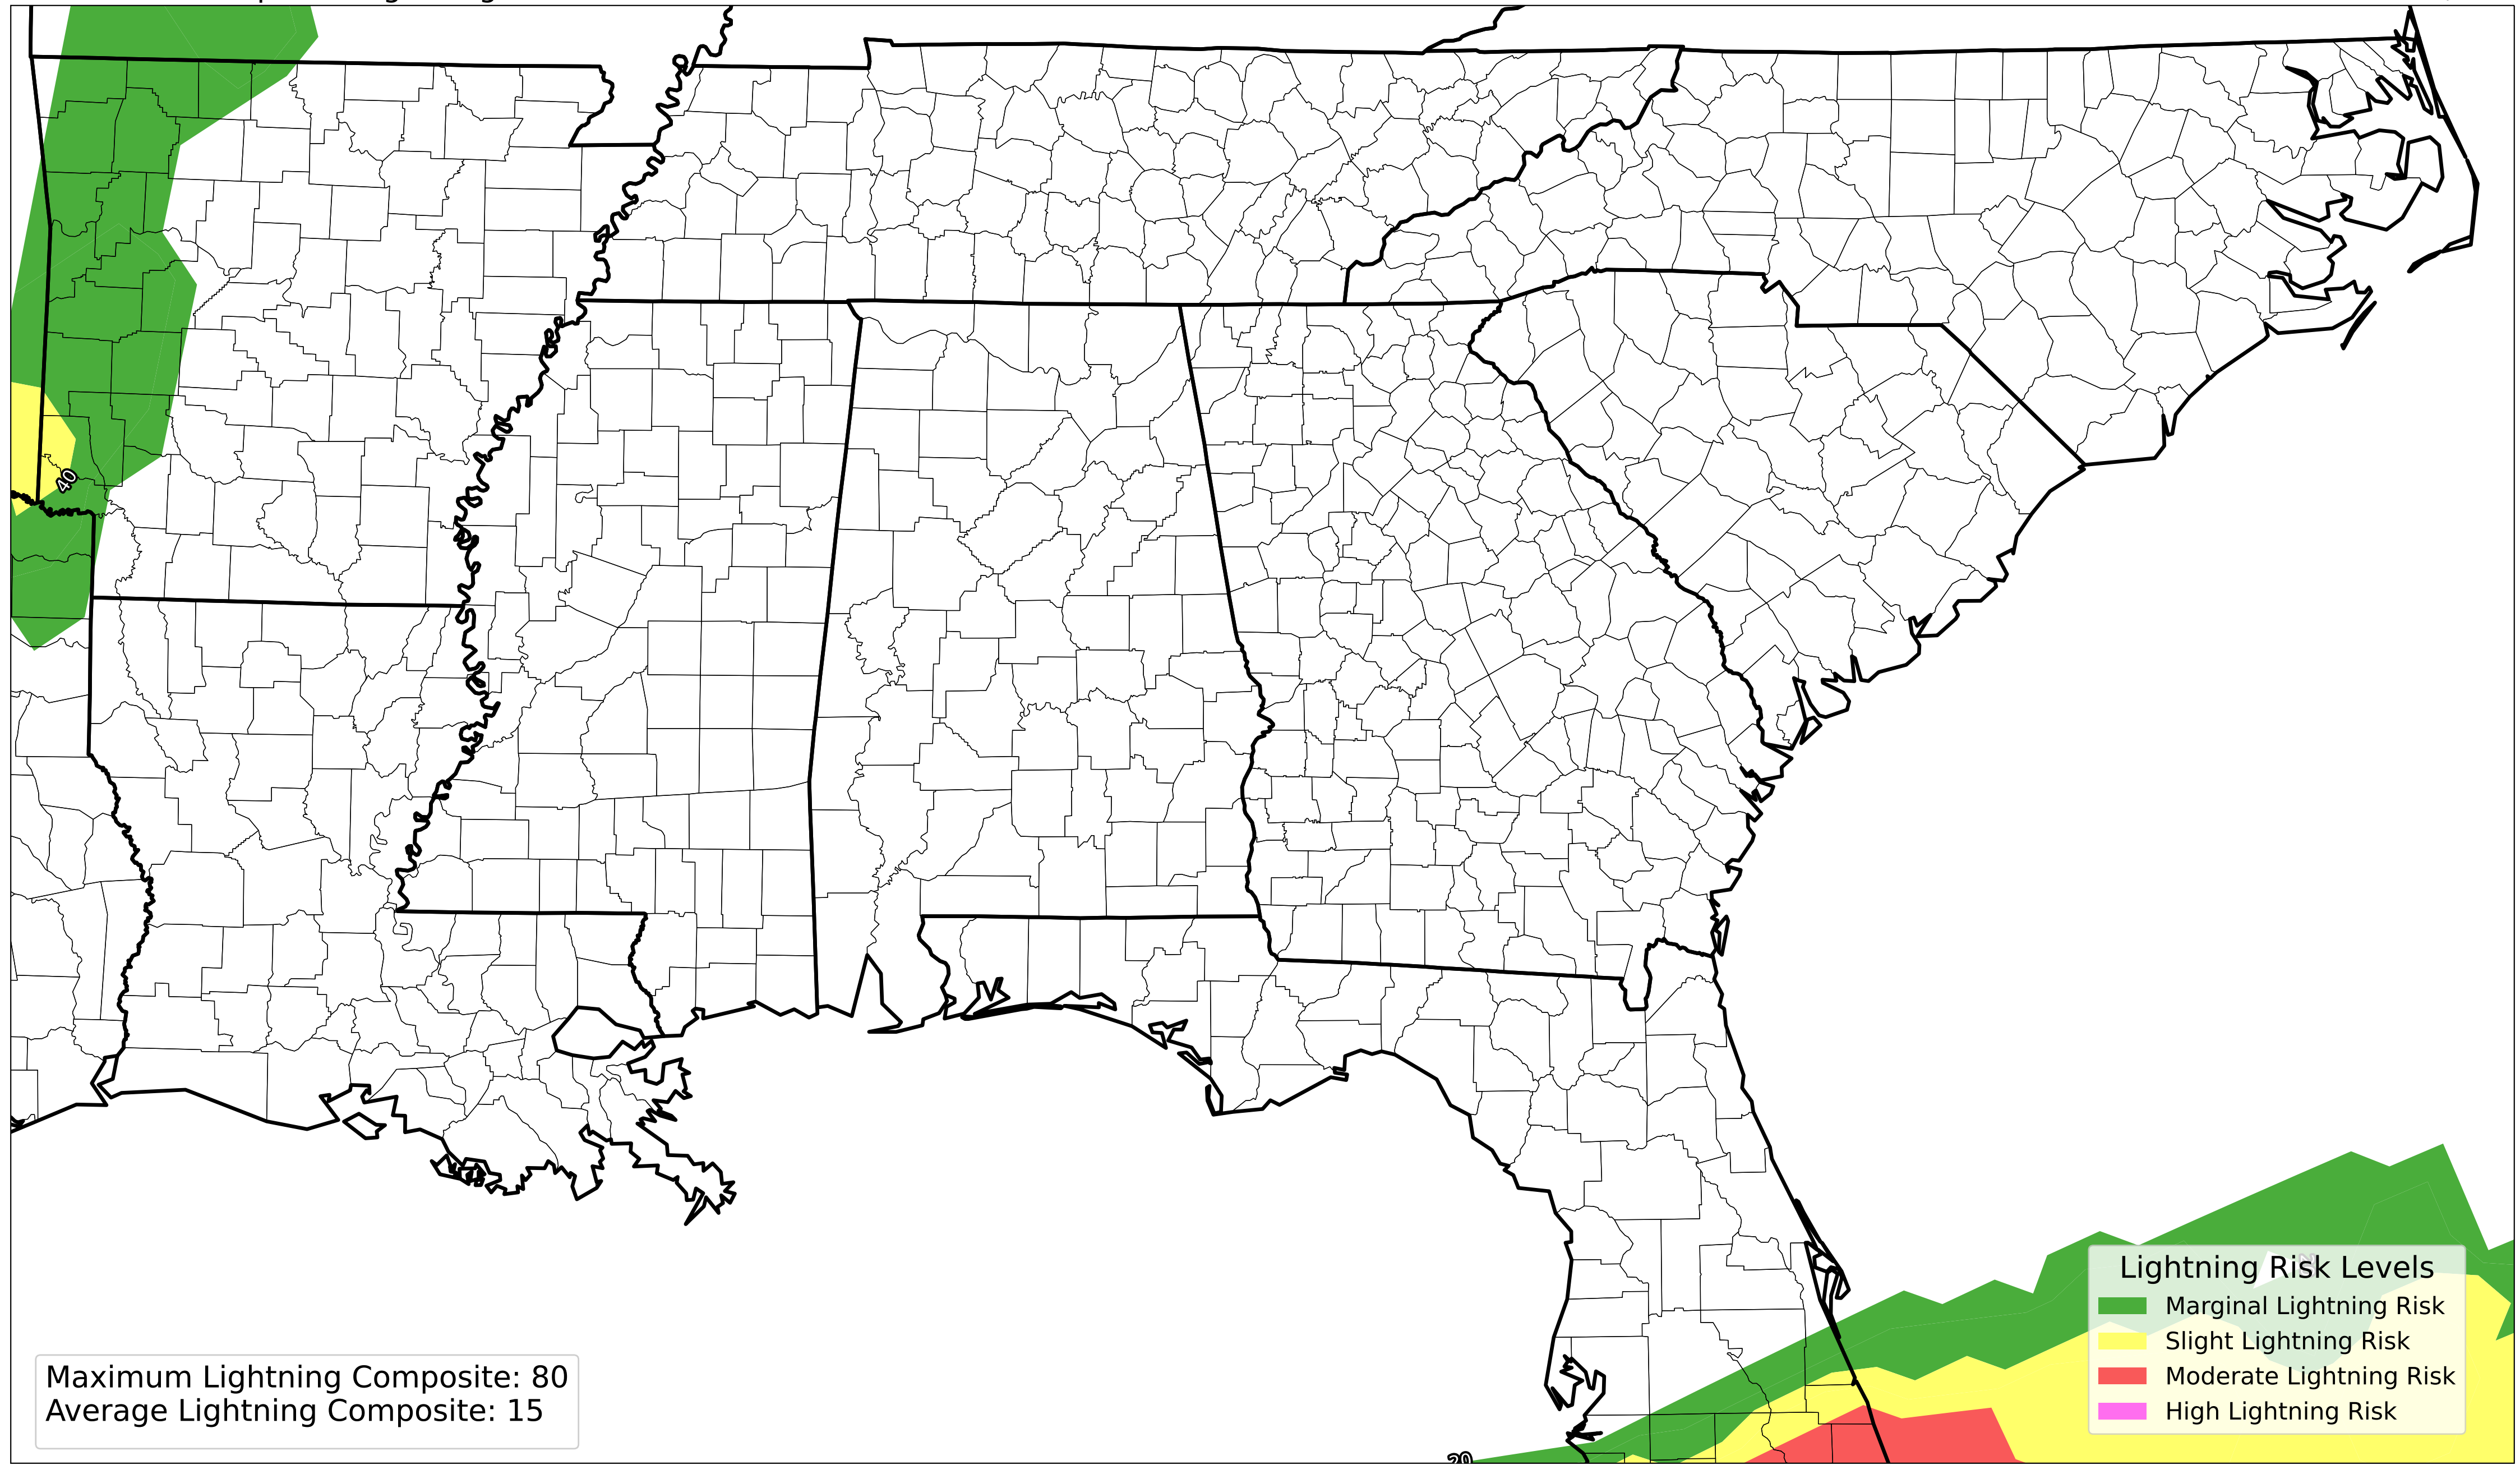 40
Lightning Risk Levels
Marginal Lightning Risk
Slight Lightning Risk
Moderate Lightning Risk
High Lightning Risk
Maximum Lightning Composite: 80
Average Lightning Composite: 15
20